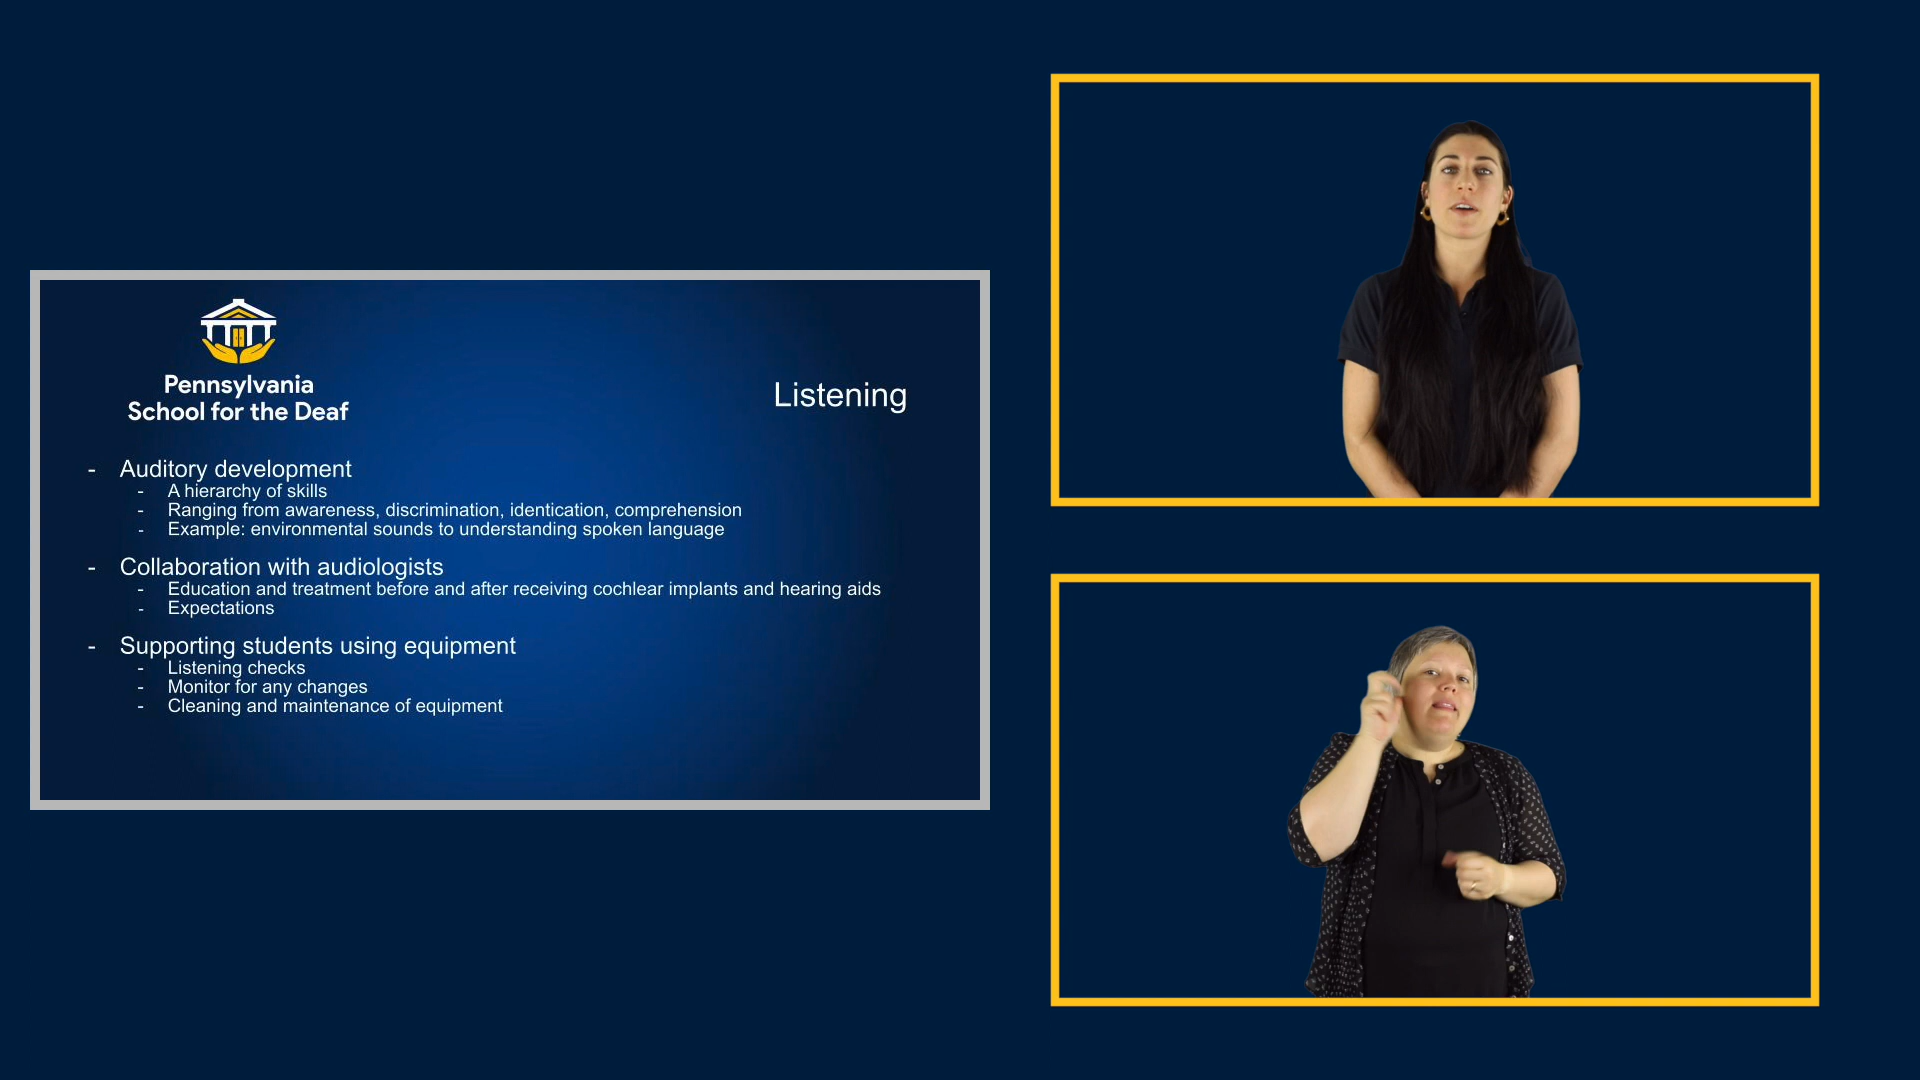 Pennsylvania
School for the Deaf
Listening
- Auditory development
- A hierarchy of skills
- Ranging from awareness, discrimination, identication, comprehension
- Example: environmental sounds to understanding spoken language
- Collaboration with audiologists
- Education and treatment before and after receiving cochlear implants and hearing aids
- Expectations
- Supporting students using equipment
- Listening checks
- Monitor for any changes
- Cleaning and maintenance of equipment